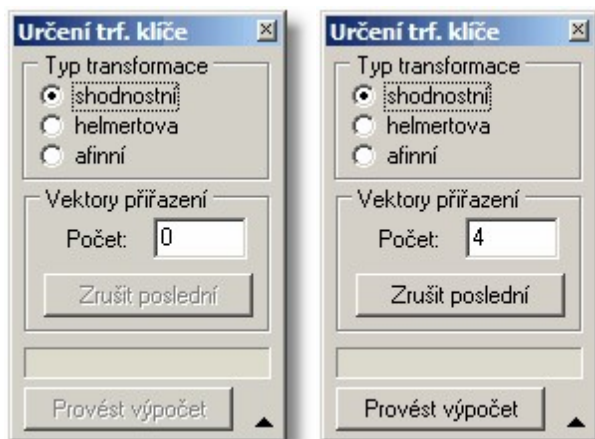 Určení trf. klíče
Typ transformace
shodnostní
helmertova
afinní
Vektory přiřazení
Počet: 0
Zrušit poslední
Provést výpočet
Určení trf. klíče
Typ transformace
shodnostní
helmertova
afinní
Vektory přiřazení
Počet: 4
Zrušit poslední
Provést výpočet